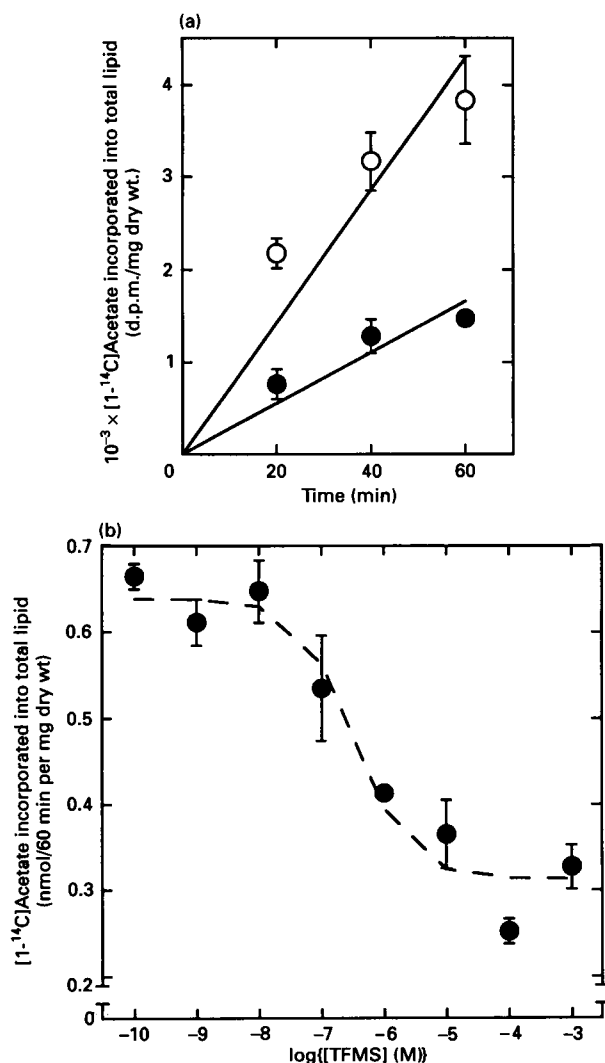 (a)
10⁻³ × [1-¹⁴C]Acetate incorporated into total lipid
(d.p.m./mg dry wt.)
4
3
2
1
0
20
40
60
Time (min)
(b)
[1-¹⁴C]Acetate incorporated into total lipid
(nmol/60 min per mg dry wt)
0.7
0.6
0.5
0.4
0.3
0.2
0
−10
−9
−8
−7
−6
−5
−4
−3
log{[TFMS] (M)}